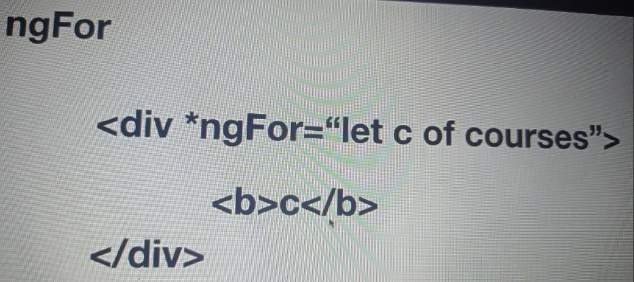 ngFor
<div *ngFor=“let c of courses”>
<b>c</b>
</div>